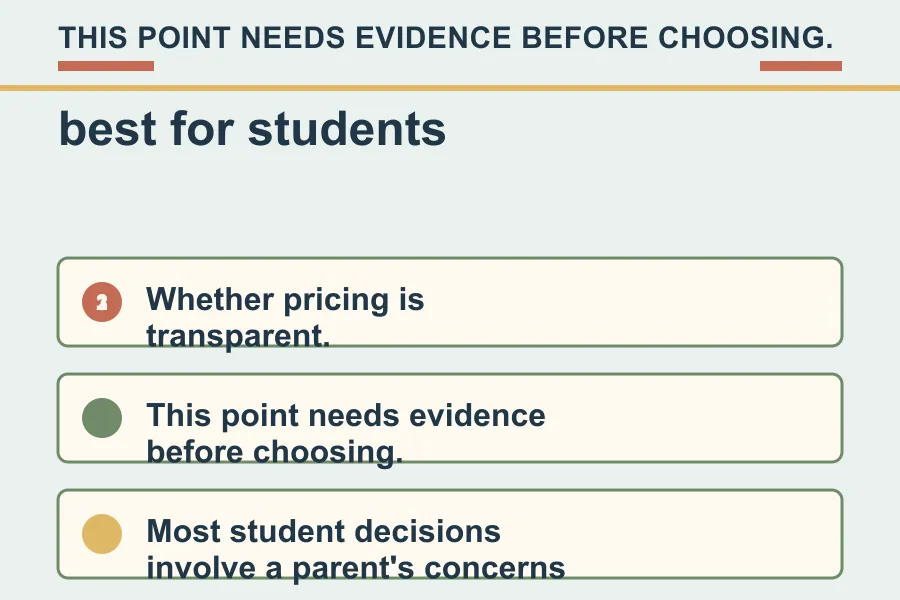 THIS POINT NEEDS EVIDENCE BEFORE CHOOSING.
best for students
Whether pricing is
transparent.
This point needs evidence
before choosing.
Most student decisions
involve a parent's concerns